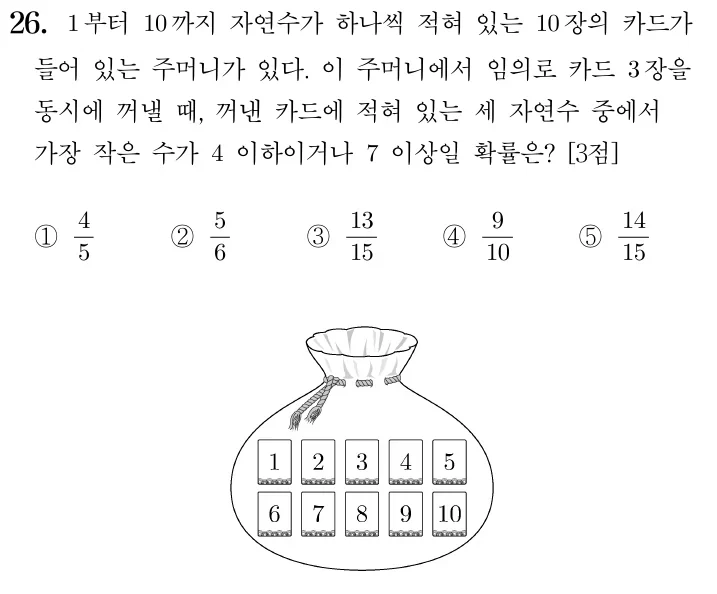 26. 1부터 10까지 자연수가 하나씩 적혀 있는 10장의 카드가
들어 있는 주머니가 있다. 이 주머니에서 임의로 카드 3장을
동시에 꺼낼 때, 꺼낸 카드에 적혀 있는 세 자연수 중에서
가장 작은 수가 4 이하이거나 7 이상일 확률은? [3점]
① 4/5 ② 5/6 ③ 13/15 ④ 9/10 ⑤ 14/15
1 2 3 4 5
6 7 8 9 10